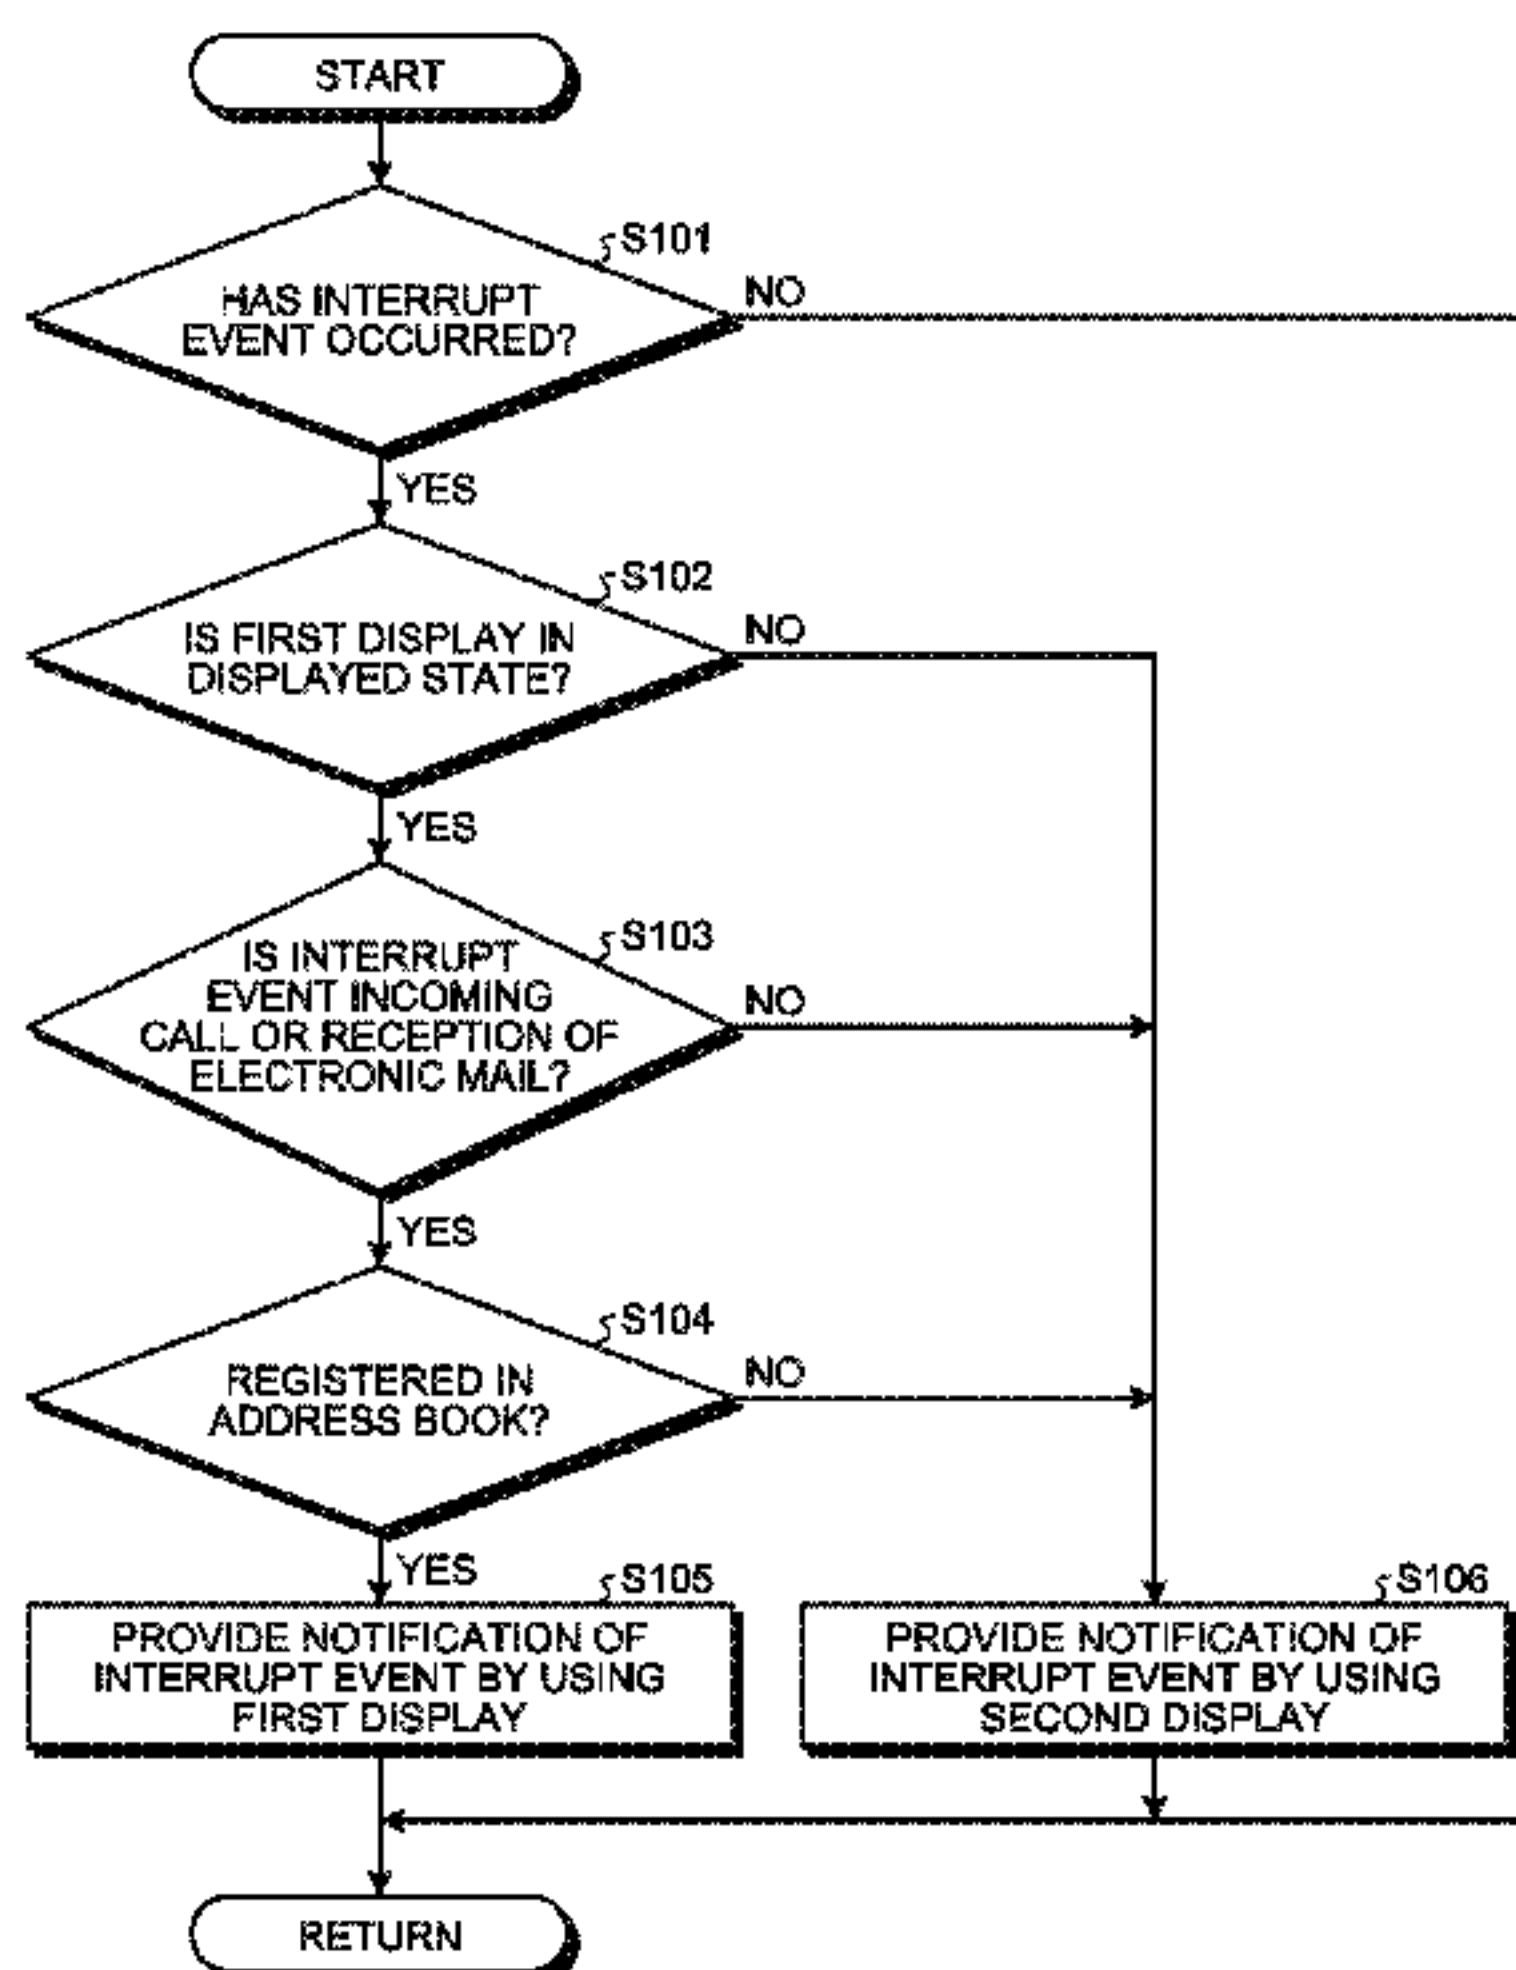 START
S101
HAS INTERRUPT
EVENT OCCURRED?
NO
YES
S102
IS FIRST DISPLAY IN
DISPLAYED STATE?
NO
YES
S103
IS INTERRUPT
EVENT INCOMING
CALL OR RECEPTION OF
ELECTRONIC MAIL?
NO
YES
S104
REGISTERED IN
ADDRESS BOOK?
NO
YES
S105
PROVIDE NOTIFICATION OF
INTERRUPT EVENT BY USING
FIRST DISPLAY
S106
PROVIDE NOTIFICATION OF
INTERRUPT EVENT BY USING
SECOND DISPLAY
RETURN